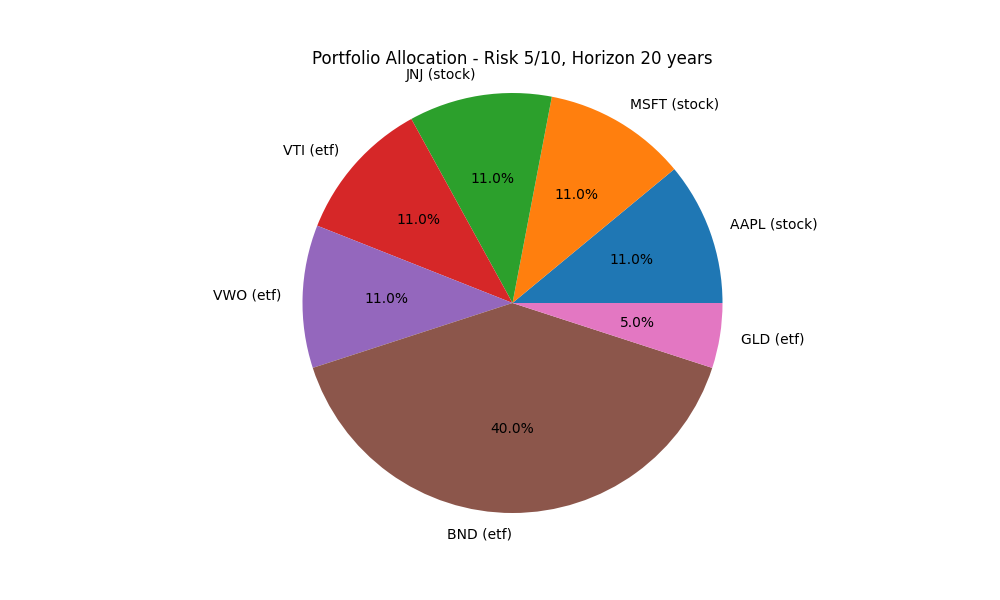 Portfolio Allocation - Risk 5/10, Horizon 20 years
JNJ (stock)
MSFT (stock)
VTI (etf)
11.0%
11.0%
11.0%
AAPL (stock)
11.0%
VWO (etf)
11.0%
5.0%
GLD (etf)
40.0%
BND (etf)